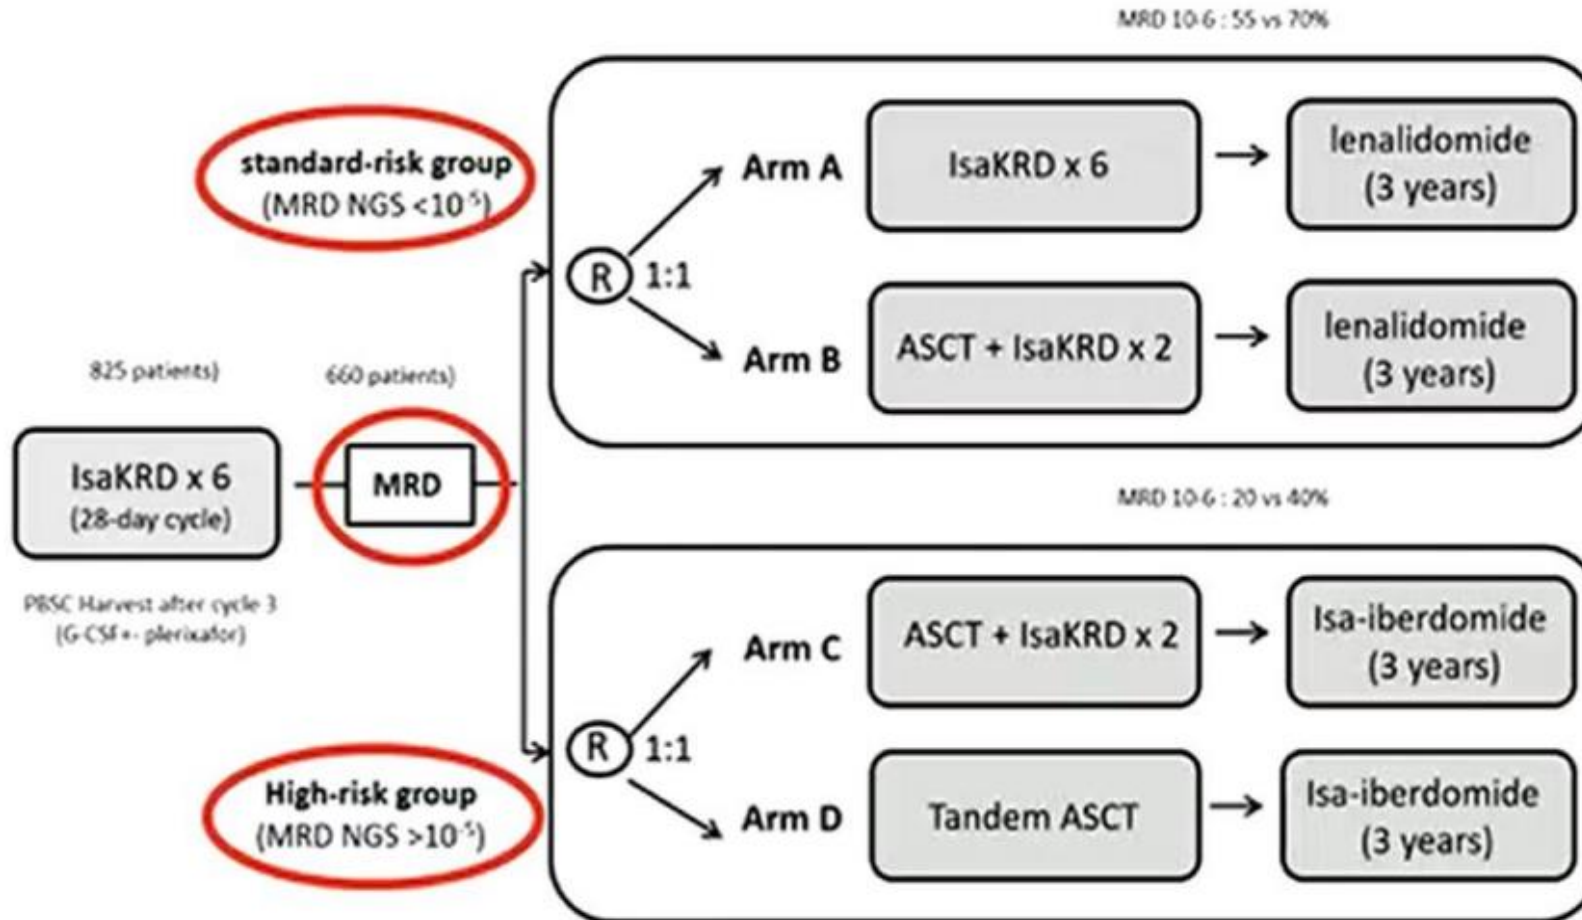 MRD 10-6 : 55 vs 70%
standard-risk group
(MRD NGS <10⁻⁵)
Arm A
IsaKRD x 6
lenalidomide
(3 years)
R 1:1
Arm B
ASCT + IsaKRD x 2
lenalidomide
(3 years)
825 patients)
660 patients)
IsaKRD x 6
(28-day cycle)
MRD
PBSC Harvest after cycle 3
(G-CSF+- plerixafor)
MRD 10-6 : 20 vs 40%
Arm C
ASCT + IsaKRD x 2
Isa-iberdomide
(3 years)
R 1:1
High-risk group
(MRD NGS >10⁻⁵)
Arm D
Tandem ASCT
Isa-iberdomide
(3 years)